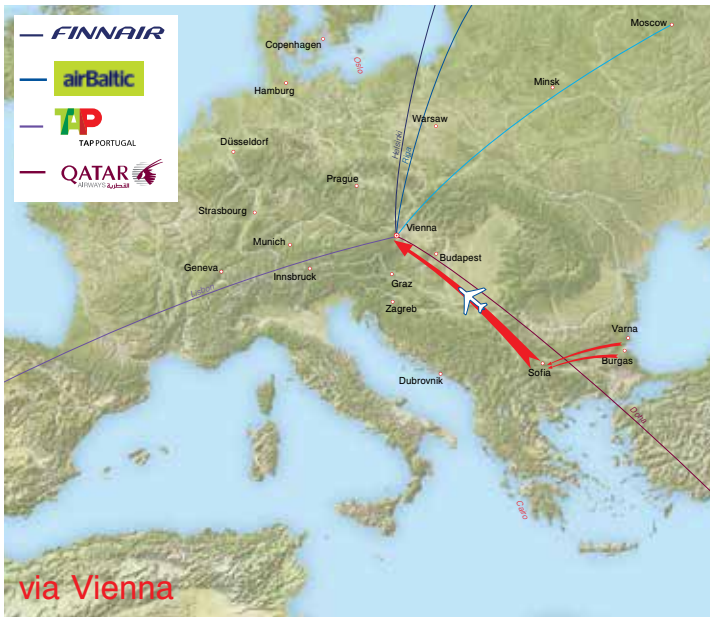 FINNAIR
airBaltic
TAP
TAP PORTUGAL
QATAR
AIRWAYS القطرية
Moscow
Copenhagen
Oslo
Minsk
Hamburg
Warsaw
Düsseldorf
Helsinki
Riga
Prague
Strasbourg
Vienna
Munich
Budapest
Geneva
Innsbruck
Graz
Lisbon
Zagreb
Varna
Burgas
Sofia
Dubrovnik
Doha
Cairo
via Vienna